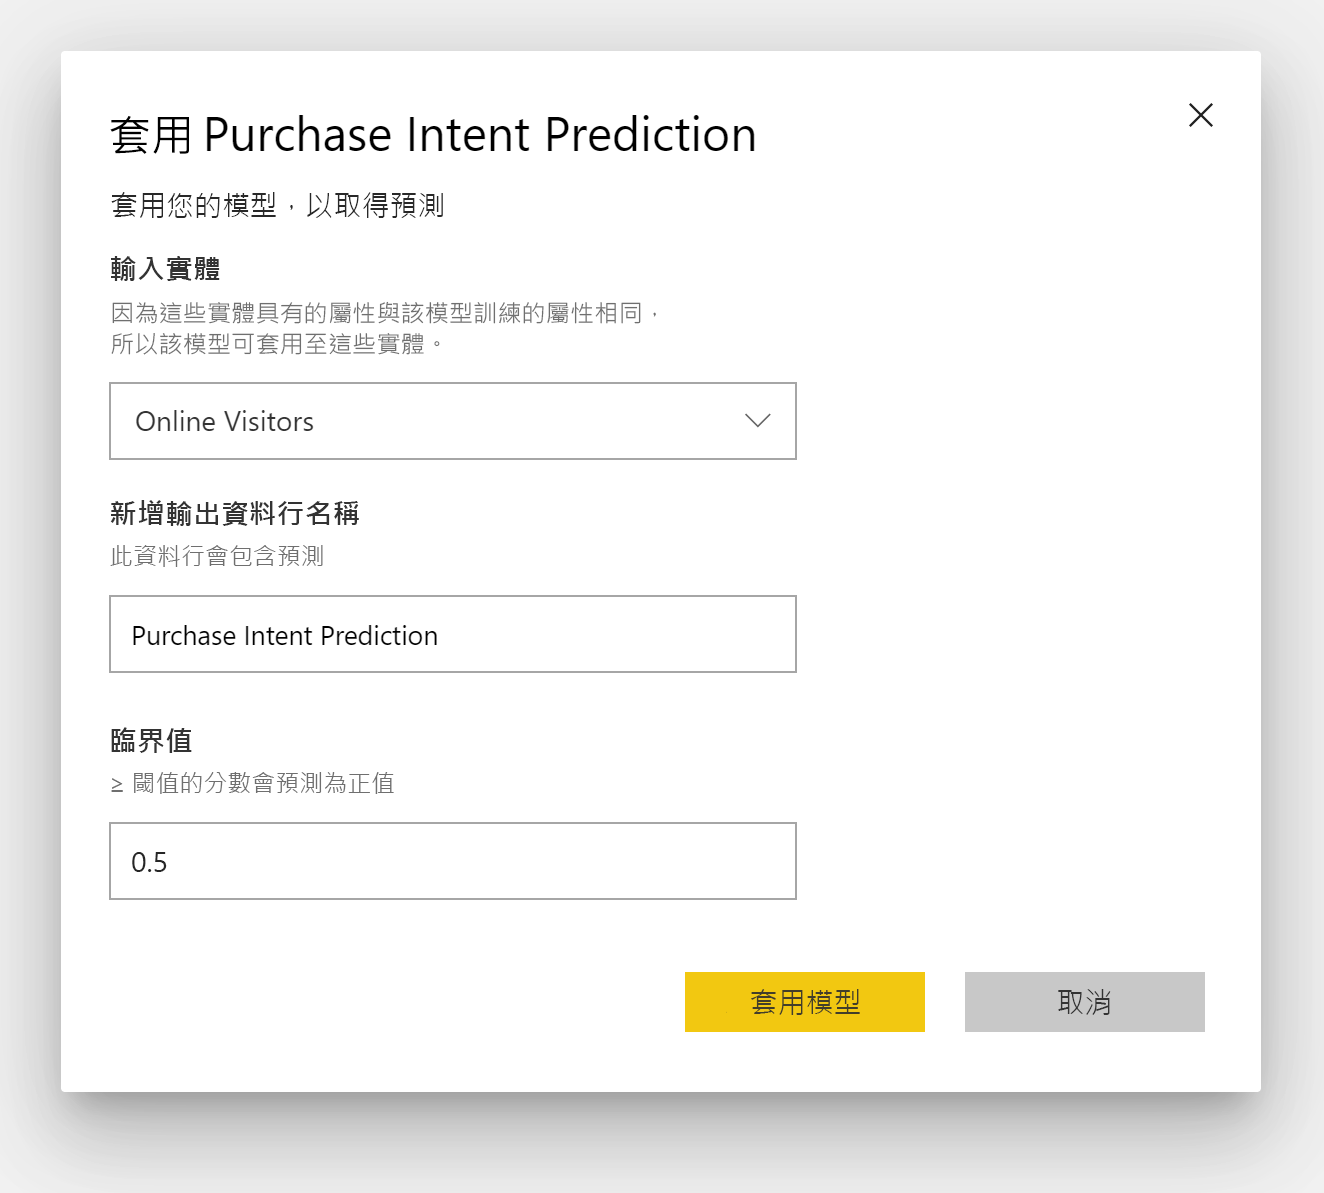 套用 Purchase Intent Prediction
套用您的模型，以取得預測
輸入實體
因為這些實體具有的屬性與該模型訓練的屬性相同，
所以該模型可套用至這些實體。
Online Visitors
新增輸出資料行名稱
此資料行會包含預測
Purchase Intent Prediction
臨界值
≥ 閾值的分數會預測為正值
0.5
套用模型
取消